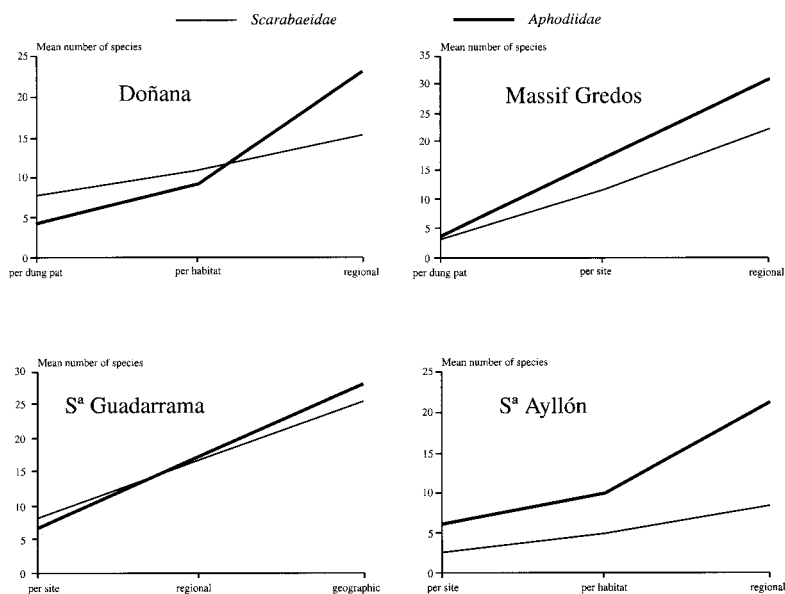 Scarabaeidae Aphodiidae
Mean number of species
25
20
15
10
5
0
Doñana
per dung pat per habitat regional
Mean number of species
35
30
25
20
15
10
5
0
Massif Gredos
per dung pat per site regional
Mean number of species
30
25
20
15
10
5
0
Sª Guadarrama
per site regional geographic
Mean number of species
25
20
15
10
5
0
Sª Ayllón
per site per habitat regional